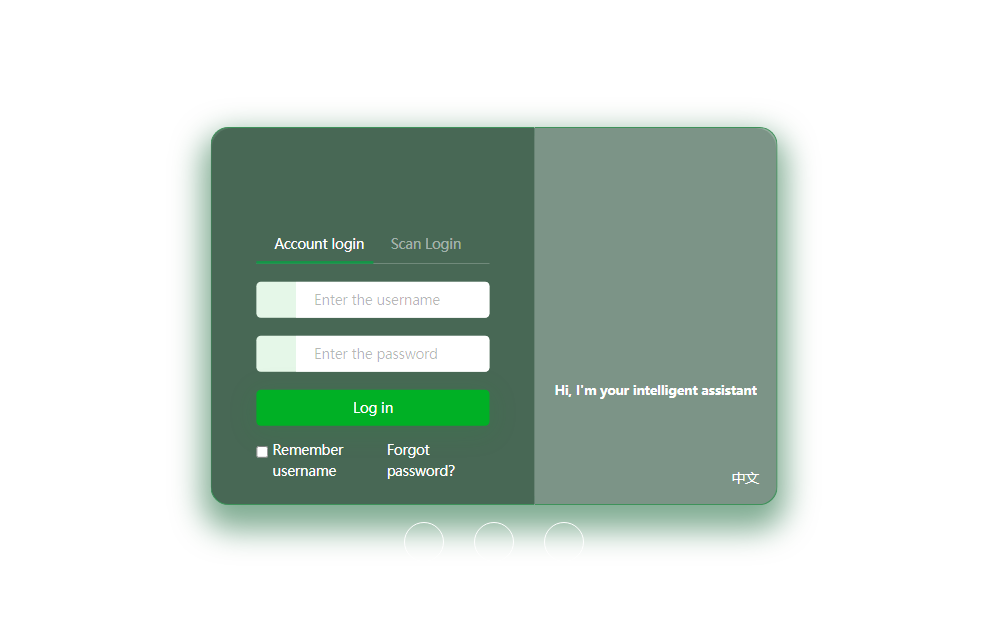 Account login
Scan Login
Enter the username
Enter the password
Log in
Remember username
Forgot password?
Hi, I'm your intelligent assistant
中文